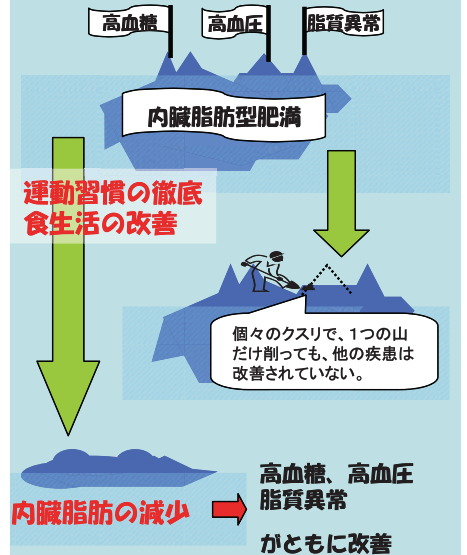 高血糖 高血圧 脂質異常
内臓脂肪型肥満
運動習慣の徹底
食生活の改善
個々のクスリで、1つの山
だけ削っても、他の疾患は
改善されていない。
内臓脂肪の減少
高血糖、高血圧
脂質異常
がともに改善